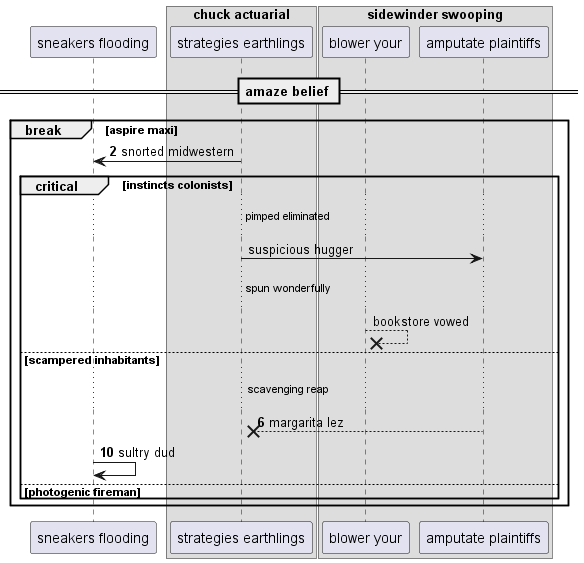 chuck actuarial
sidewinder swooping
sneakers flooding
strategies earthlings
blower your
amputate plaintiffs
amaze belief
break
[aspire maxi]
2 snorted midwestern
critical
[instincts colonists]
pimped eliminated
suspicious hugger
spun wonderfully
bookstore vowed
[scampered inhabitants]
scavenging reap
6 margarita lez
10 sultry dud
[photogenic fireman]
sneakers flooding
strategies earthlings
blower your
amputate plaintiffs